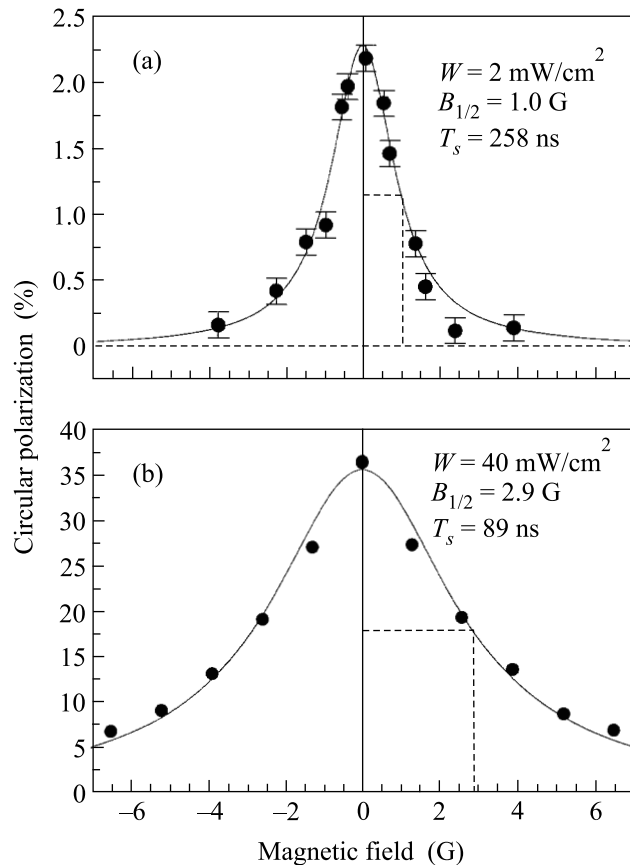 (a)
W = 2 mW/cm²
B₁/₂ = 1.0 G
Tₛ = 258 ns
2.5
2.0
1.5
1.0
0.5
0
Circular polarization (%)
(b)
W = 40 mW/cm²
B₁/₂ = 2.9 G
Tₛ = 89 ns
40
35
30
25
20
15
10
5
0
–6 –4 –2 0 2 4 6
Magnetic field (G)